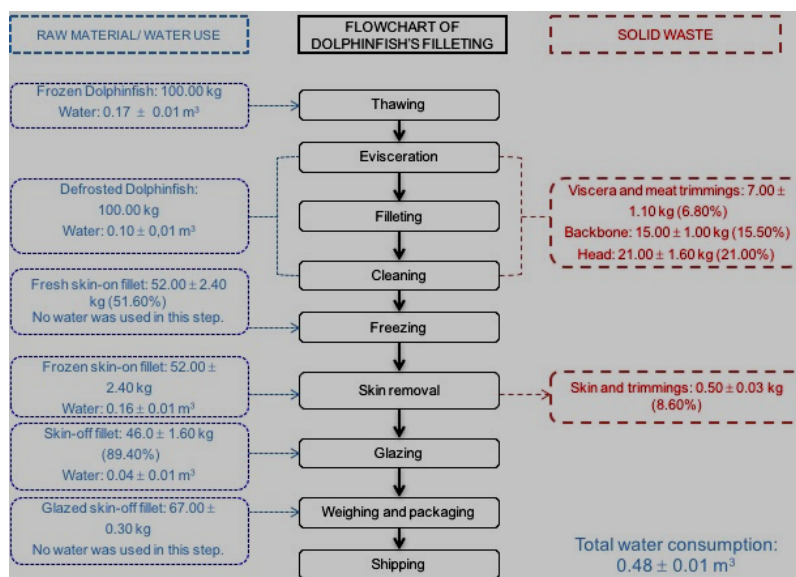 RAW MATERIAL/ WATER USE
FLOWCHART OF
DOLPHINFISH'S FILLETING
SOLID WASTE
Frozen Dolphinfish: 100.00 kg
Water: 0.17 ± 0.01 m³
Thawing
Evisceration
Defrosted Dolphinfish:
100.00 kg
Water: 0.10 ± 0,01 m³
Filleting
Viscera and meat trimmings: 7.00 ±
1.10 kg (6.80%)
Backbone: 15.00 ± 1.00 kg (15.50%)
Head: 21.00 ± 1.60 kg (21.00%)
Cleaning
Fresh skin-on fillet: 52.00 ± 2.40
kg (51.60%)
No water was used in this step.
Freezing
Frozen skin-on fillet: 52.00 ±
2.40 kg
Water: 0.16 ± 0.01 m³
Skin removal
Skin and trimmings: 0.50 ± 0.03 kg
(8.60%)
Skin-off fillet: 46.0 ± 1.60 kg
(89.40%)
Water: 0.04 ± 0.01 m³
Glazing
Glazed skin-off fillet: 67.00 ±
0.30 kg
No water was used in this step.
Weighing and packaging
Shipping
Total water consumption:
0.48 ± 0.01 m³